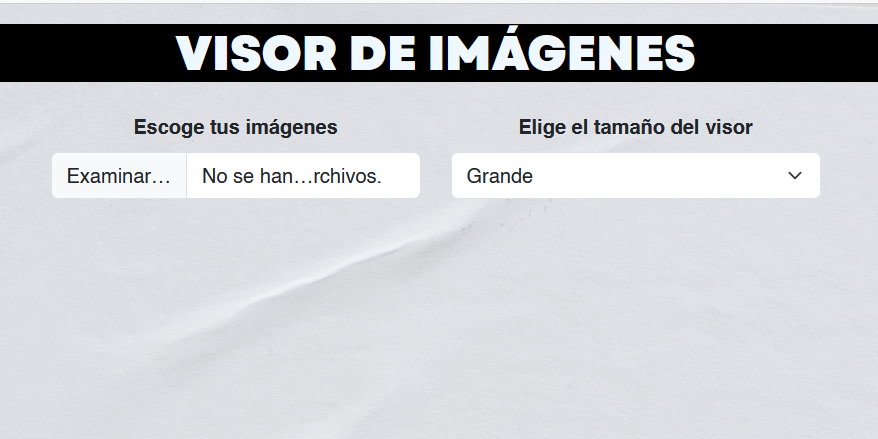 VISOR DE IMÁGENES
Escoge tus imágenes
Elige el tamaño del visor
Examinar… No se han…rchivos.
Grande